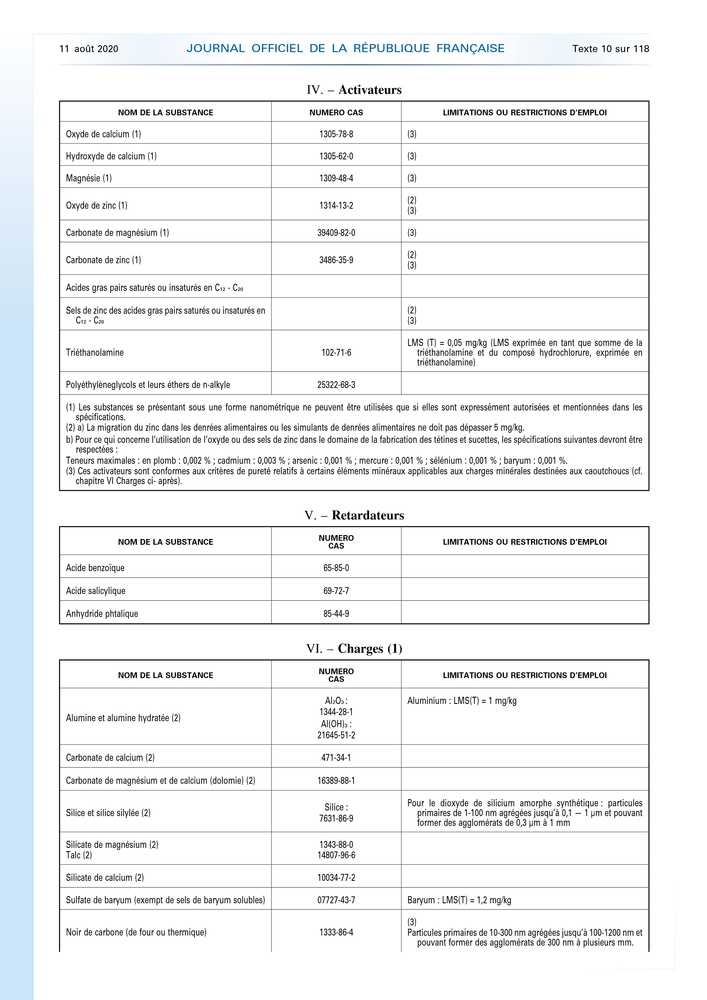 11 août 2020 JOURNAL OFFICIEL DE LA RÉPUBLIQUE FRANÇAISE Texte 10 sur 118
IV. – Activateurs
NOM DE LA SUBSTANCE NUMERO CAS LIMITATIONS OU RESTRICTIONS D’EMPLOI
Oxyde de calcium (1) 1305-78-8 (3)
Hydroxyde de calcium (1) 1305-62-0 (3)
Magnésie (1) 1309-48-4 (3)
Oxyde de zinc (1) 1314-13-2 (2)
(3)
Carbonate de magnésium (1) 39409-82-0 (3)
Carbonate de zinc (1) 3486-35-9 (2)
(3)
Acides gras pairs saturés ou insaturés en C₁₂ - C₂₀
Sels de zinc des acides gras pairs saturés ou insaturés en
C₁₂ - C₂₀
(2)
(3)
Triéthanolamine 102-71-6
LMS (T) = 0,05 mg/kg (LMS exprimée en tant que somme de la
triéthanolamine et du composé hydrochlorure, exprimée en
triéthanolamine)
Polyéthylèneglycols et leurs éthers de n-alkyle 25322-68-3
(1) Les substances se présentant sous une forme nanométrique ne peuvent être utilisées que si elles sont expressément autorisées et mentionnées dans les
spécifications.
(2) a) La migration du zinc dans les denrées alimentaires ou les simulants de denrées alimentaires ne doit pas dépasser 5 mg/kg.
b) Pour ce qui concerne l’utilisation de l’oxyde ou des sels de zinc dans le domaine de la fabrication des tétines et sucettes, les spécifications suivantes devront être
respectées :
Teneurs maximales : en plomb : 0,002 % ; cadmium : 0,003 % ; arsenic : 0,001 % ; mercure : 0,001 % ; sélénium : 0,001 % ; baryum : 0,001 %.
(3) Ces activateurs sont conformes aux critères de pureté relatifs à certains éléments minéraux applicables aux charges minérales destinées aux caoutchoucs (cf.
chapitre VI Charges ci- après).
V. – Retardateurs
NOM DE LA SUBSTANCE NUMERO
CAS LIMITATIONS OU RESTRICTIONS D’EMPLOI
Acide benzoïque 65-85-0
Acide salicylique 69-72-7
Anhydride phtalique 85-44-9
VI. – Charges (1)
NOM DE LA SUBSTANCE NUMERO
CAS LIMITATIONS OU RESTRICTIONS D’EMPLOI
Alumine et alumine hydratée (2)
Al₂O₃ :
1344-28-1
Al(OH)₃ :
21645-51-2
Aluminium : LMS(T) = 1 mg/kg
Carbonate de calcium (2) 471-34-1
Carbonate de magnésium et de calcium (dolomie) (2) 16389-88-1
Silice et silice silylée (2)
Silice :
7631-86-9
Pour le dioxyde de silicium amorphe synthétique : particules
primaires de 1-100 nm agrégées jusqu’à 0,1 – 1 μm et pouvant
former des agglomérats de 0,3 μm à 1 mm
Silicate de magnésium (2) 1343-88-0
Talc (2) 14807-96-6
Silicate de calcium (2) 10034-77-2
Sulfate de baryum (exempt de sels de baryum solubles) 07727-43-7 Baryum : LMS(T) = 1,2 mg/kg
Noir de carbone (de four ou thermique) 1333-86-4
(3)
Particules primaires de 10-300 nm agrégées jusqu’à 100-1200 nm et
pouvant former des agglomérats de 300 nm à plusieurs mm.